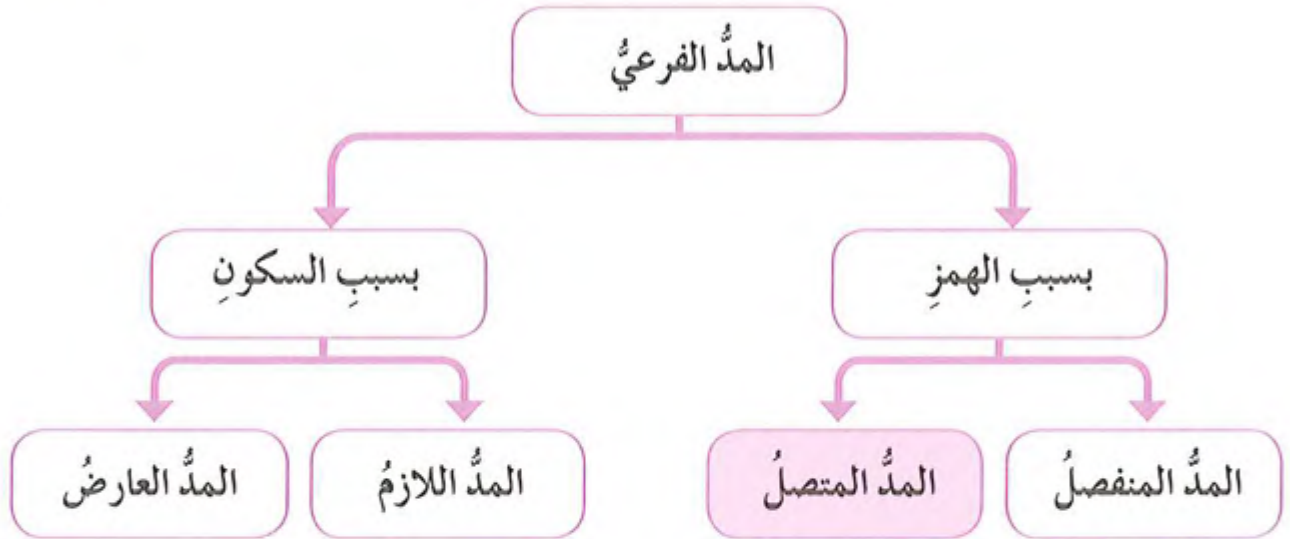 المدُّ الفرعيُّ
بسببِ الهمزِ
بسببِ السكونِ
المدُّ المنفصلُ
المدُّ المتصلُ
المدُّ اللازمُ
المدُّ العارضُ